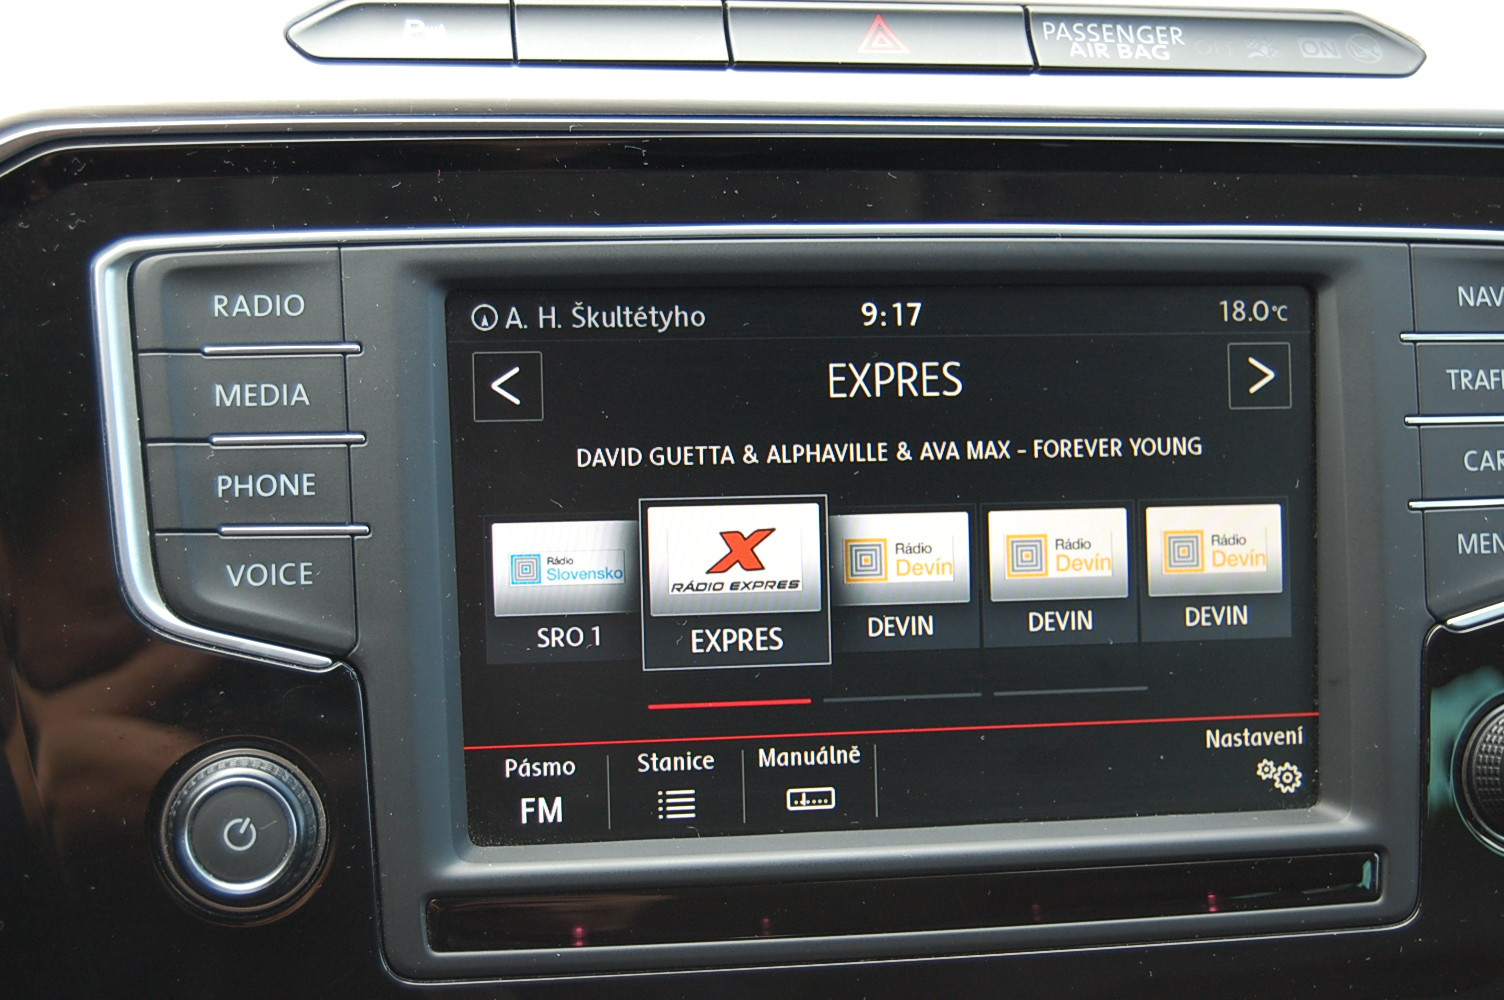 PASSENGER
AIR BAG OFF ON
RADIO
MEDIA
PHONE
VOICE
A. H. Škultétyho 9:17 18.0°C
< EXPRES >
DAVID GUETTA & ALPHAVILLE & AVA MAX - FOREVER YOUNG
Rádio
Slovensko
SRO 1
X
RÁDIO EXPRES
EXPRES
Rádio
Devín
DEVIN
Rádio
Devín
DEVIN
Rádio
Devín
DEVIN
Pásmo
FM
Stanice
Manuálně
Nastavení
NAV
TRAF
CAR
MEN